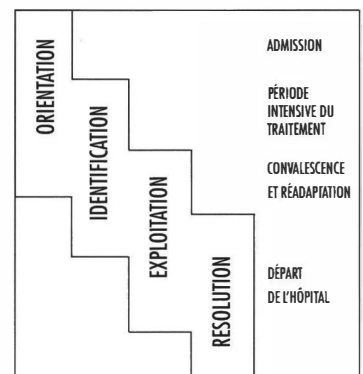 ORIENTATION
IDENTIFICATION
EXPLOITATION
RESOLUTION
ADMISSION
PÉRIODE
INTENSIVE DU
TRAITEMENT
CONVALESCENCE
ET RÉADAPTATION
DÉPART
DE L'HÔPITAL